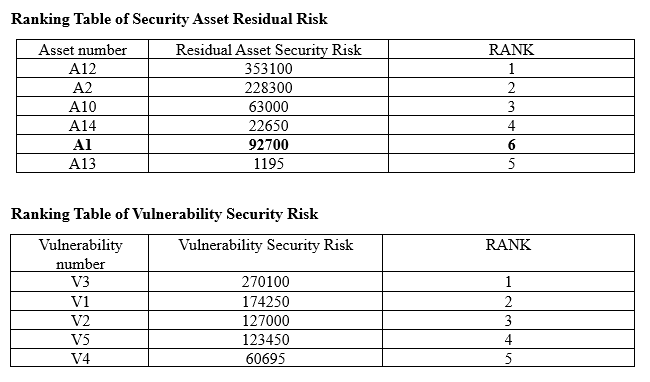 Ranking Table of Security Asset Residual Risk
Asset number Residual Asset Security Risk RANK
A12 353100 1
A2 228300 2
A10 63000 3
A14 22650 4
A1 92700 6
A13 1195 5
Ranking Table of Vulnerability Security Risk
Vulnerability number Vulnerability Security Risk RANK
V3 270100 1
V1 174250 2
V2 127000 3
V5 123450 4
V4 60695 5